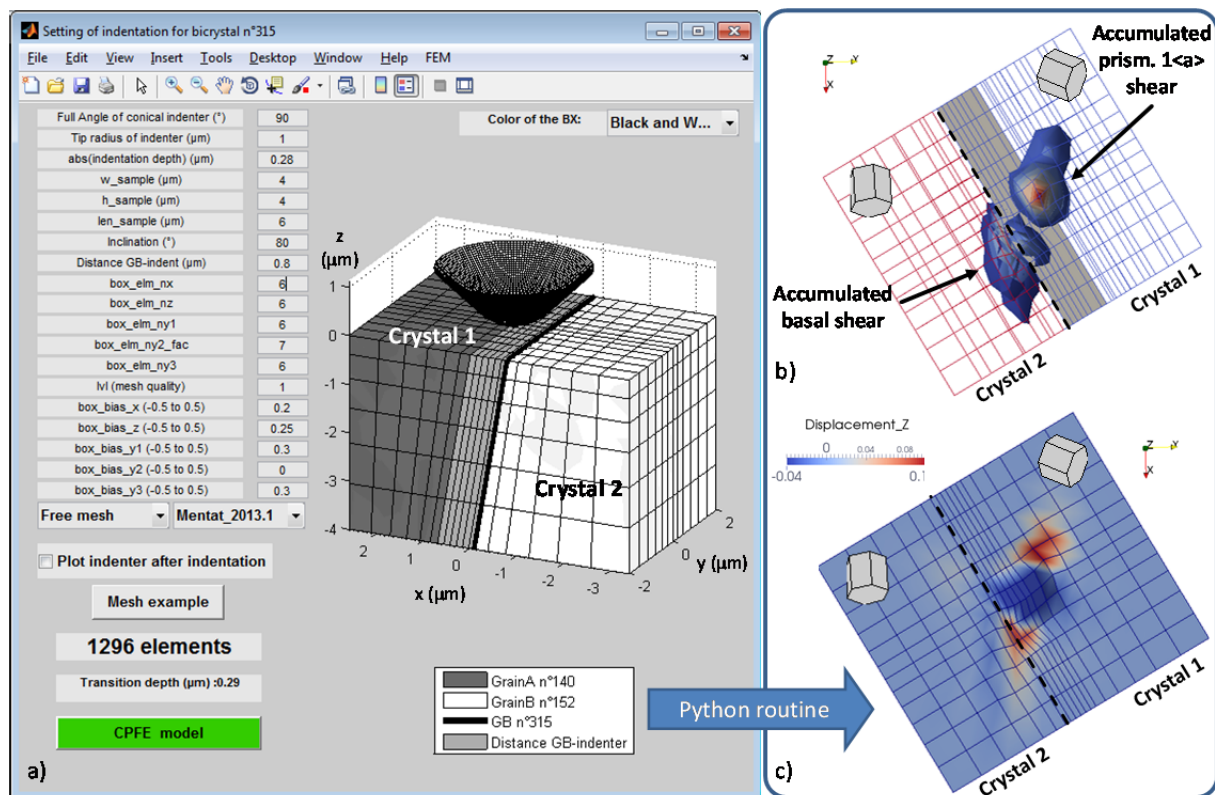 Setting of indentation for bicrystal n°315
File Edit View Insert Tools Desktop Window Help FEM
Full Angle of conical indenter (°) 90
Tip radius of indenter (µm) 1
abs(indentation depth) (µm) 0.28
w_sample (µm) 4
h_sample (µm) 4
len_sample (µm) 6
Inclination (°) 80
Distance GB-indent (µm) 0.8
box_elm_nx 6
box_elm_nz 6
box_elm_ny1 6
box_elm_ny2_fac 7
box_elm_ny3 6
lvl (mesh quality) 1
box_bias_x (-0.5 to 0.5) 0.2
box_bias_z (-0.5 to 0.5) 0.25
box_bias_y1 (-0.5 to 0.5) 0.3
box_bias_y2 (-0.5 to 0.5) 0
box_bias_y3 (-0.5 to 0.5) 0.3
Free mesh Mentat_2013.1
Plot indenter after indentation
Mesh example
1296 elements
Transition depth (µm) :0.29
CPFE model
a)
Color of the BX: Black and W...
z
(µm)
1
0
-1
-2
-3
-4
Crystal 1
Crystal 2
2
1
0
-1
-2
-3
x (µm)
-2
0
2
y (µm)
GrainA n°140
GrainB n°152
GB n°315
Distance GB-indenter
Python routine
Z Y
X
Accumulated
prism. 1<a>
shear
Accumulated
basal shear
Crystal 1
Crystal 2
b)
Displacement_Z
0 0.04 0.08
-0.04 0.1
Z Y
X
Crystal 1
Crystal 2
c)